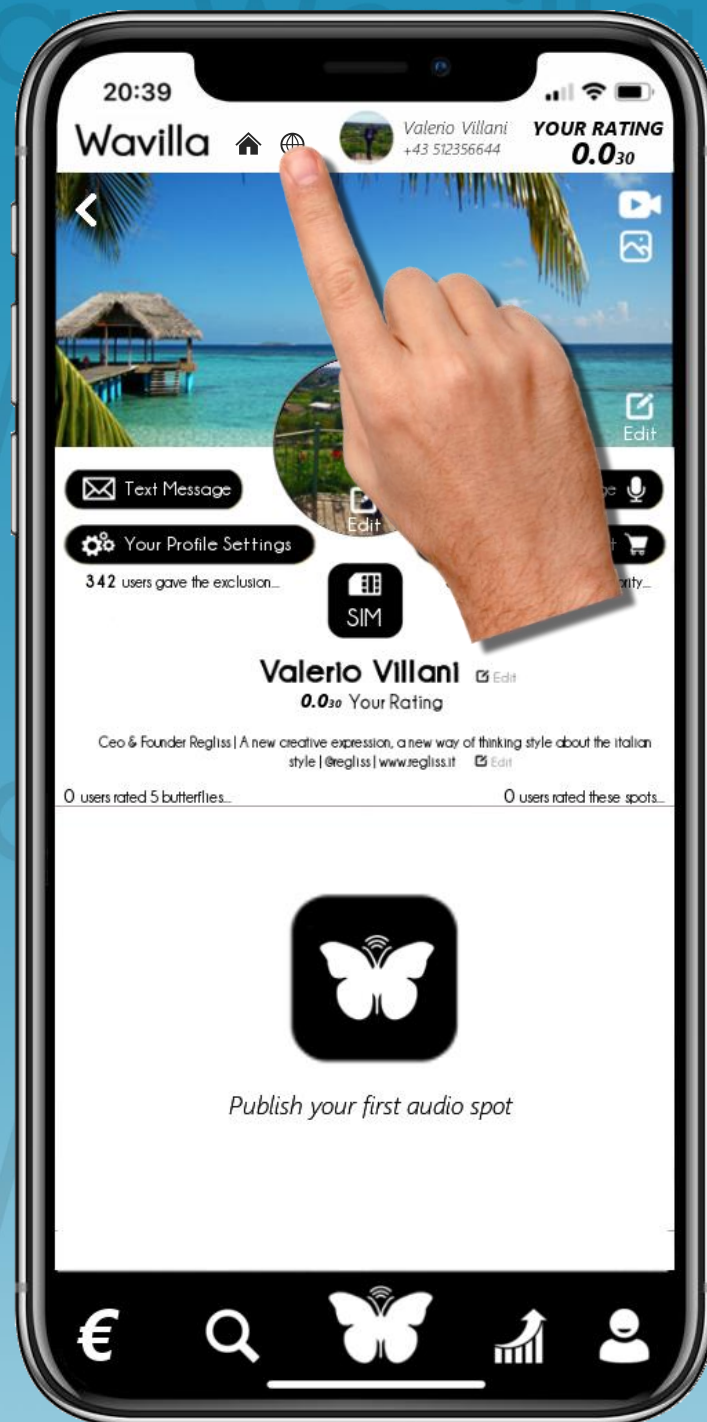 20:39
Wavilla
Valerio Villani
+43 512356644
YOUR RATING
0.030
Edit
Text Message
Edit
Your Profile Settings
342 users gave the exclusion...
SIM
Valerio Villani Edit
0.030 Your Rating
Ceo & Founder Regliss | A new creative expression, a new way of thinking style about the italian
style | @regliss | www.regliss.it Edit
0 users rated 5 butterflies...
0 users rated these spots...
Publish your first audio spot
€